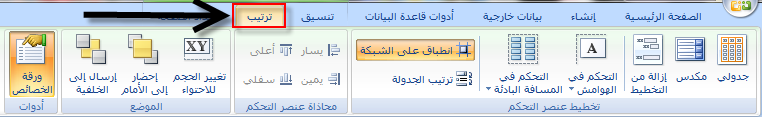 الصفحة الرئيسية
إنشاء
بيانات خارجية
أدوات قاعدة البيانات
تنسيق
ترتيب
جدولي
مكدس
إزالة من
التخطيط
التحكم في
الهوامش
التحكم في
المسافة البادئة
انطباق على الشبكة
ترتيب الجدولة
تخطيط عنصر التحكم
يسار
يمين
أعلى
سفلي
محاذاة عنصر التحكم
XY
تغيير الحجم
للاحتواء
إحضار
إلى الأمام
إرسال إلى
الخلفية
الموضع
ورقة
الخصائص
أدوات